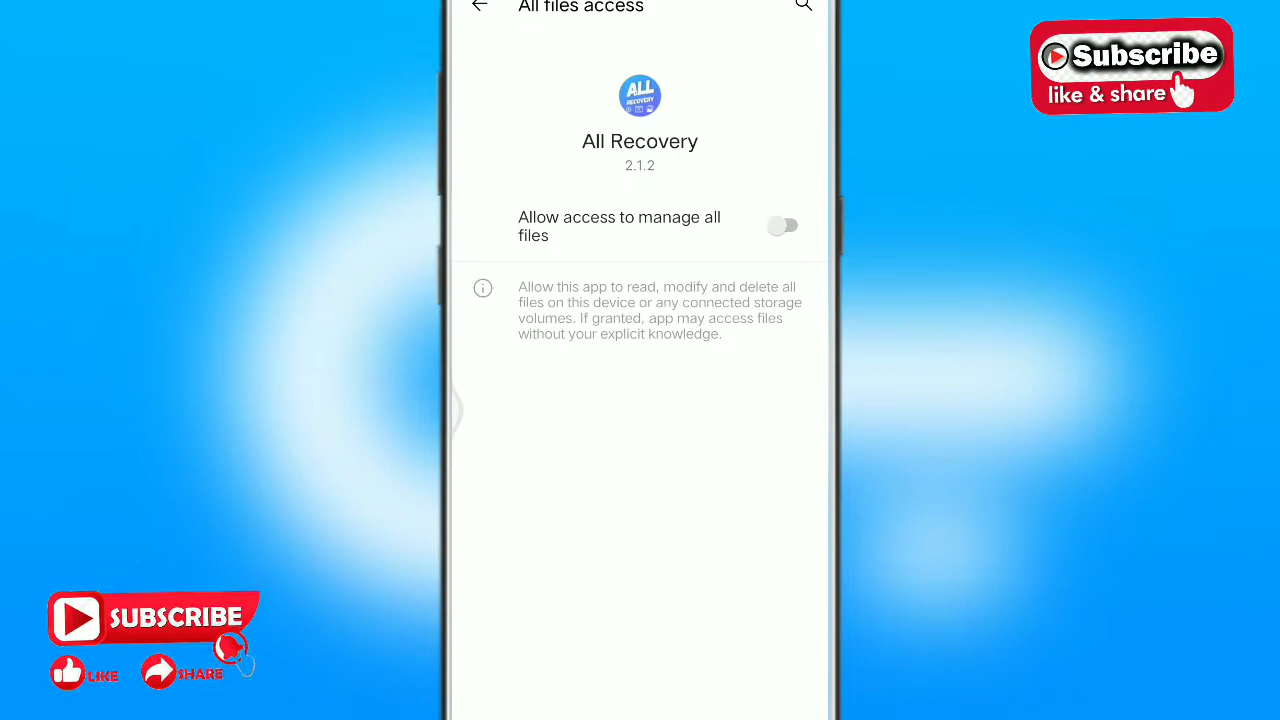 All files access
Subscribe
like & share
ALL
RECOVERY
All Recovery
2.1.2
Allow access to manage all
files
Allow this app to read, modify and delete all
files on this device or any connected storage
volumes. If granted, app may access files
without your explicit knowledge.
SUBSCRIBE
LIKE
SHARE